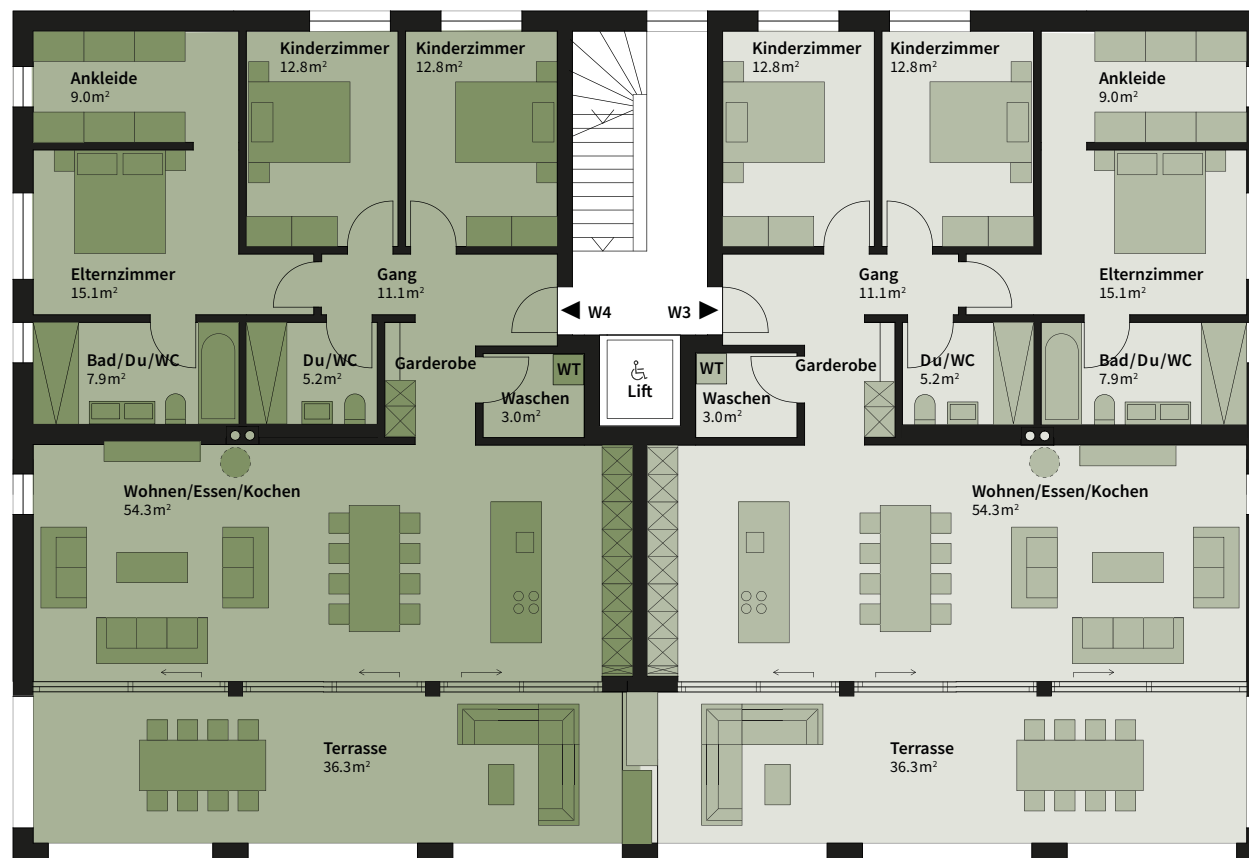 Kinderzimmer
12.8m²
Kinderzimmer
12.8m²
Kinderzimmer
12.8m²
Kinderzimmer
12.8m²
Ankleide
9.0m²
Ankleide
9.0m²
Elternzimmer
15.1m²
Gang
11.1m²
W4
W3
Gang
11.1m²
Elternzimmer
15.1m²
Bad/Du/WC
7.9m²
Du/WC
5.2m²
Garderobe
WT
Waschen
3.0m²
Lift
WT
Waschen
3.0m²
Garderobe
Du/WC
5.2m²
Bad/Du/WC
7.9m²
Wohnen/Essen/Kochen
54.3m²
Wohnen/Essen/Kochen
54.3m²
Terrasse
36.3m²
Terrasse
36.3m²